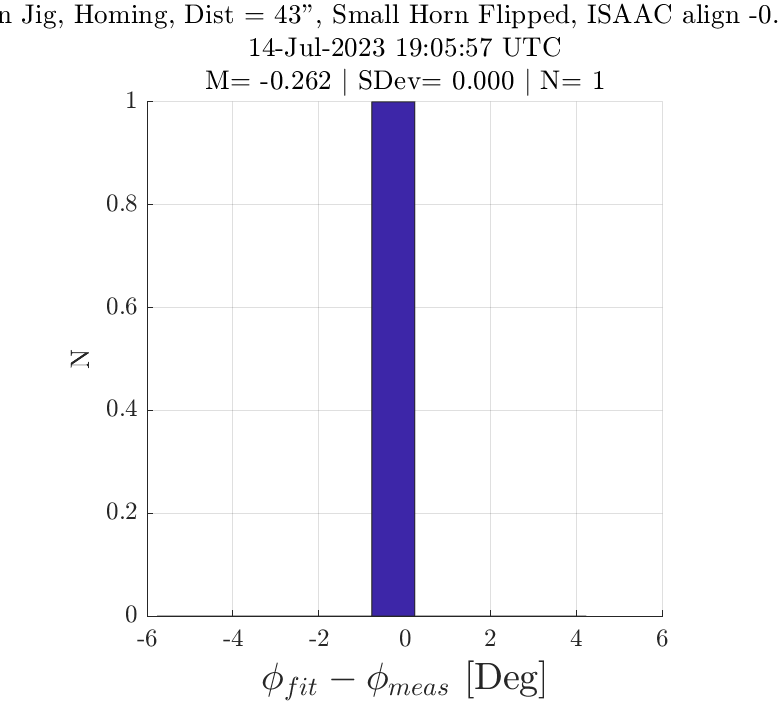 n Jig, Homing, Dist = 43”, Small Horn Flipped, ISAAC align -0.
14-Jul-2023 19:05:57 UTC
M= -0.262 | SDev= 0.000 | N= 1
1
0.8
0.6
0.4
0.2
0
N
-6 -4 -2 0 2 4 6
ϕ_fit − ϕ_meas [Deg]